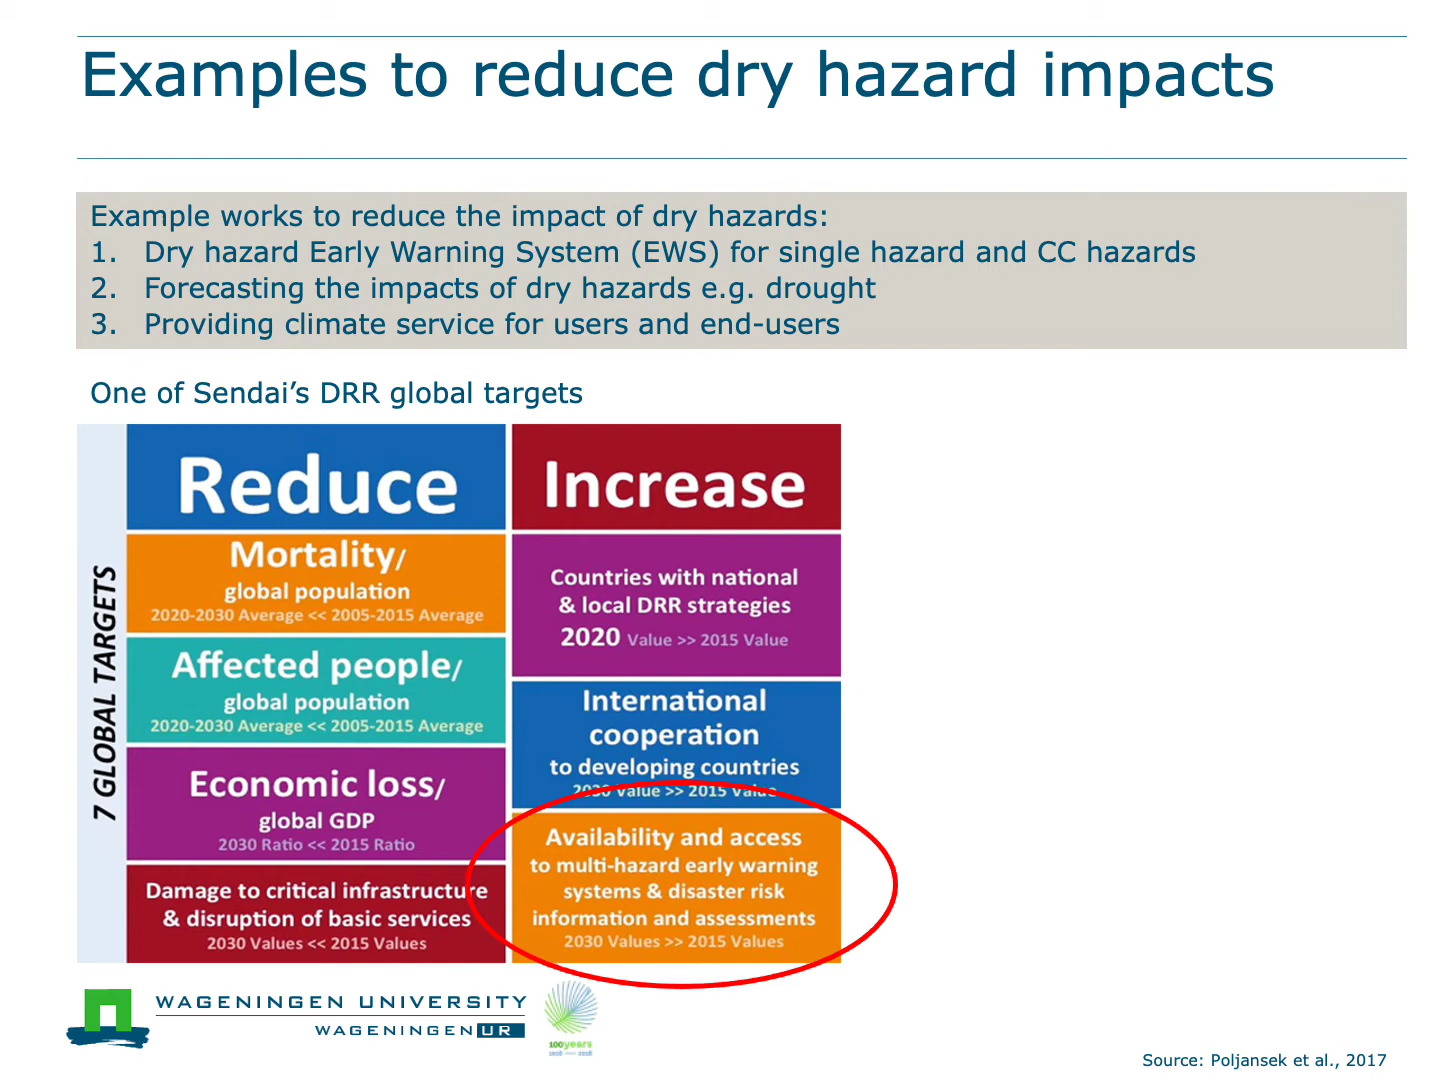 Examples to reduce dry hazard impacts
Example works to reduce the impact of dry hazards:
1. Dry hazard Early Warning System (EWS) for single hazard and CC hazards
2. Forecasting the impacts of dry hazards e.g. drought
3. Providing climate service for users and end-users
One of Sendai’s DRR global targets
7 GLOBAL TARGETS
Reduce
Mortality/
global population
2020-2030 Average << 2005-2015 Average
Affected people/
global population
2020-2030 Average << 2005-2015 Average
Economic loss/
global GDP
2030 Ratio << 2015 Ratio
Damage to critical infrastructure
& disruption of basic services
2030 Values << 2015 Values
Increase
Countries with national
& local DRR strategies
2020 Value >> 2015 Value
International
cooperation
to developing countries
2030 Value >> 2015 Value
Availability and access
to multi-hazard early warning
systems & disaster risk
information and assessments
2030 Values >> 2015 Values
WAGENINGEN UNIVERSITY
WAGENINGEN UR
100years
1918 — 2018
Source: Poljansek et al., 2017